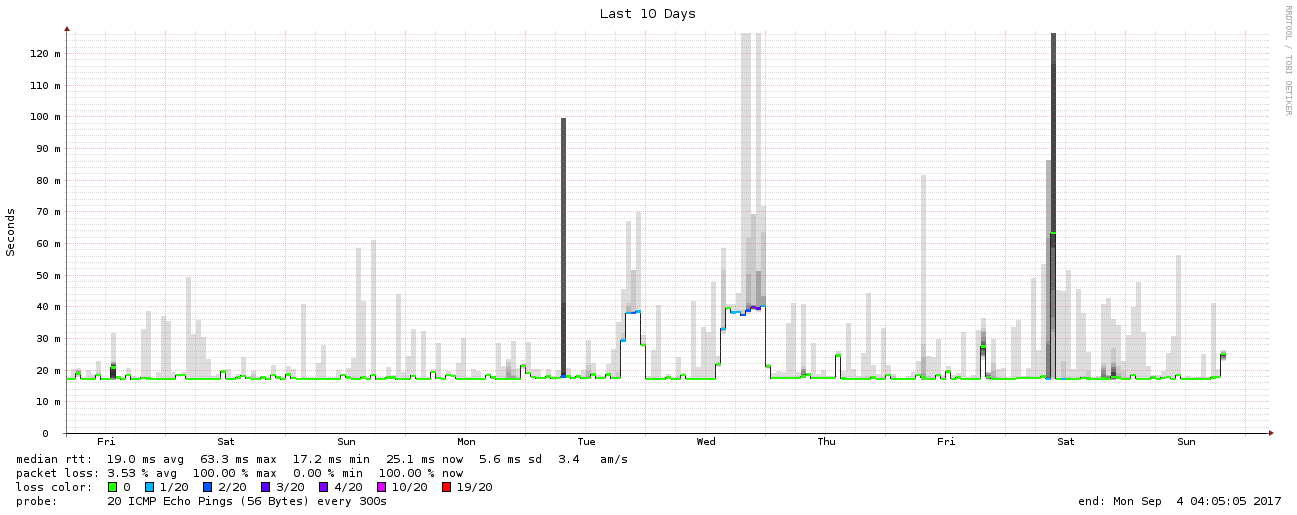 Last 10 Days
RRDTOOL / TOBI OETIKER
Seconds
120 m
110 m
100 m
90 m
80 m
70 m
60 m
50 m
40 m
30 m
20 m
10 m
0
Fri Sat Sun Mon Tue Wed Thu Fri Sat Sun
median rtt: 19.0 ms avg 63.3 ms max 17.2 ms min 25.1 ms now 5.6 ms sd 3.4 am/s
packet loss: 3.53 % avg 100.00 % max 0.00 % min 100.00 % now
loss color: 0 1/20 2/20 3/20 4/20 10/20 19/20
probe: 20 ICMP Echo Pings (56 Bytes) every 300s end: Mon Sep 4 04:05:05 2017